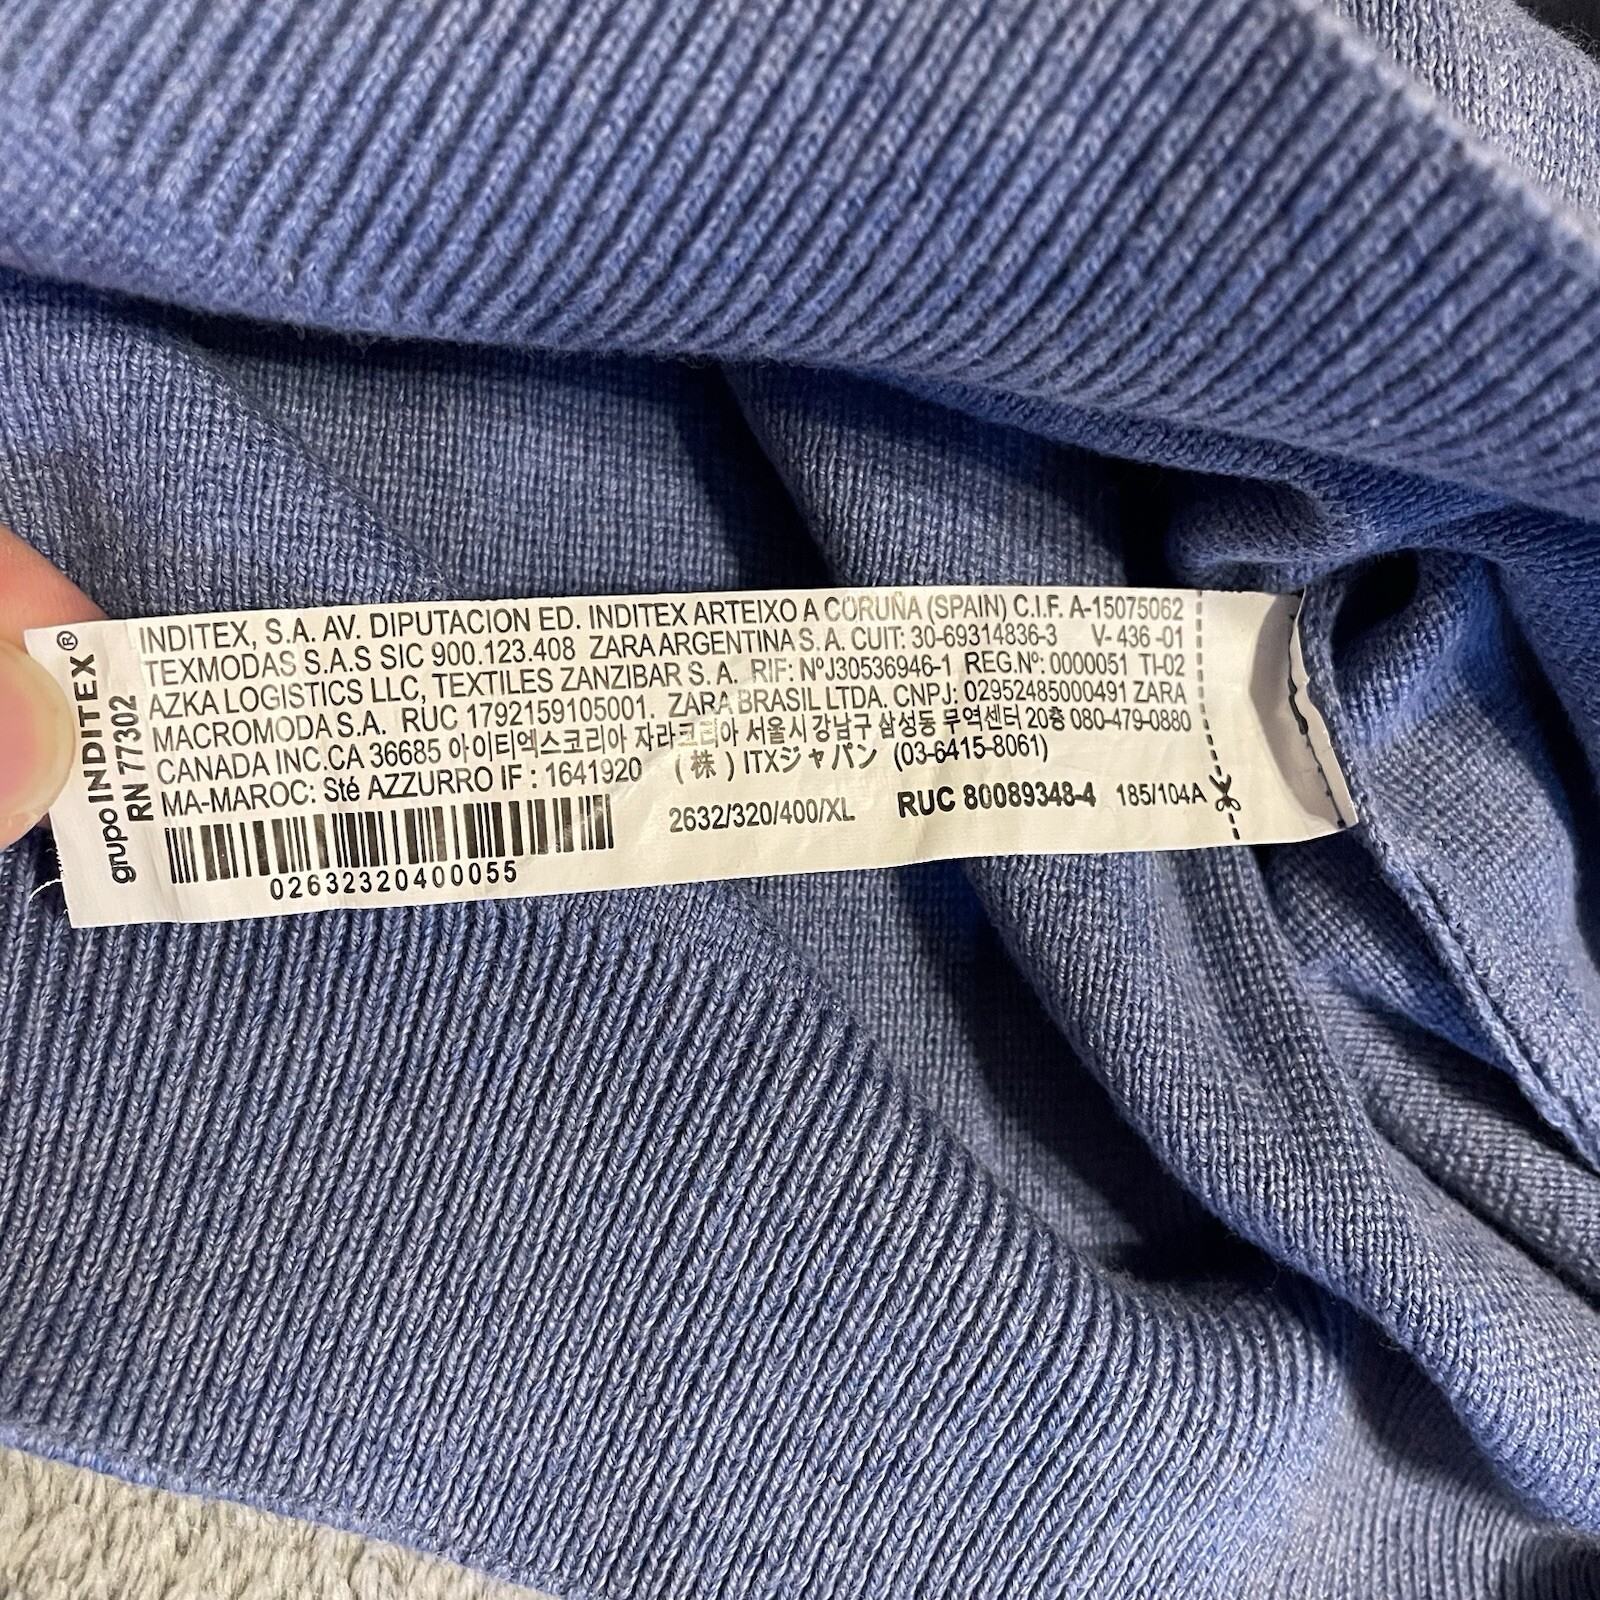 grupo INDITEX®
RN 77302
INDITEX, S.A. AV. DIPUTACION ED. INDITEX ARTEIXO A CORUÑA (SPAIN) C.I.F. A-15075062
TEXMODAS S.A.S SIC 900.123.408 ZARA ARGENTINA S.A. CUIT: 30-69314836-3 V-436-01
AZKA LOGISTICS LLC, TEXTILES ZANZIBAR S.A. RIF: NºJ30536946-1 REG.Nº: 0000051 TI-02
MACROMODA S.A. RUC 1792159105001. ZARA BRASIL LTDA. CNPJ: 02952485000491 ZARA
CANADA INC.CA 36685 아이티엑스코리아 자라코리아 서울시 강남구 삼성동 무역센터 20층 080-479-0880
MA-MAROC: Sté AZZURRO IF : 1641920 (株) ITXジャパン (03-6415-8061)
2632/320/400/XL RUC 80089348-4 185/104A
02632320400055